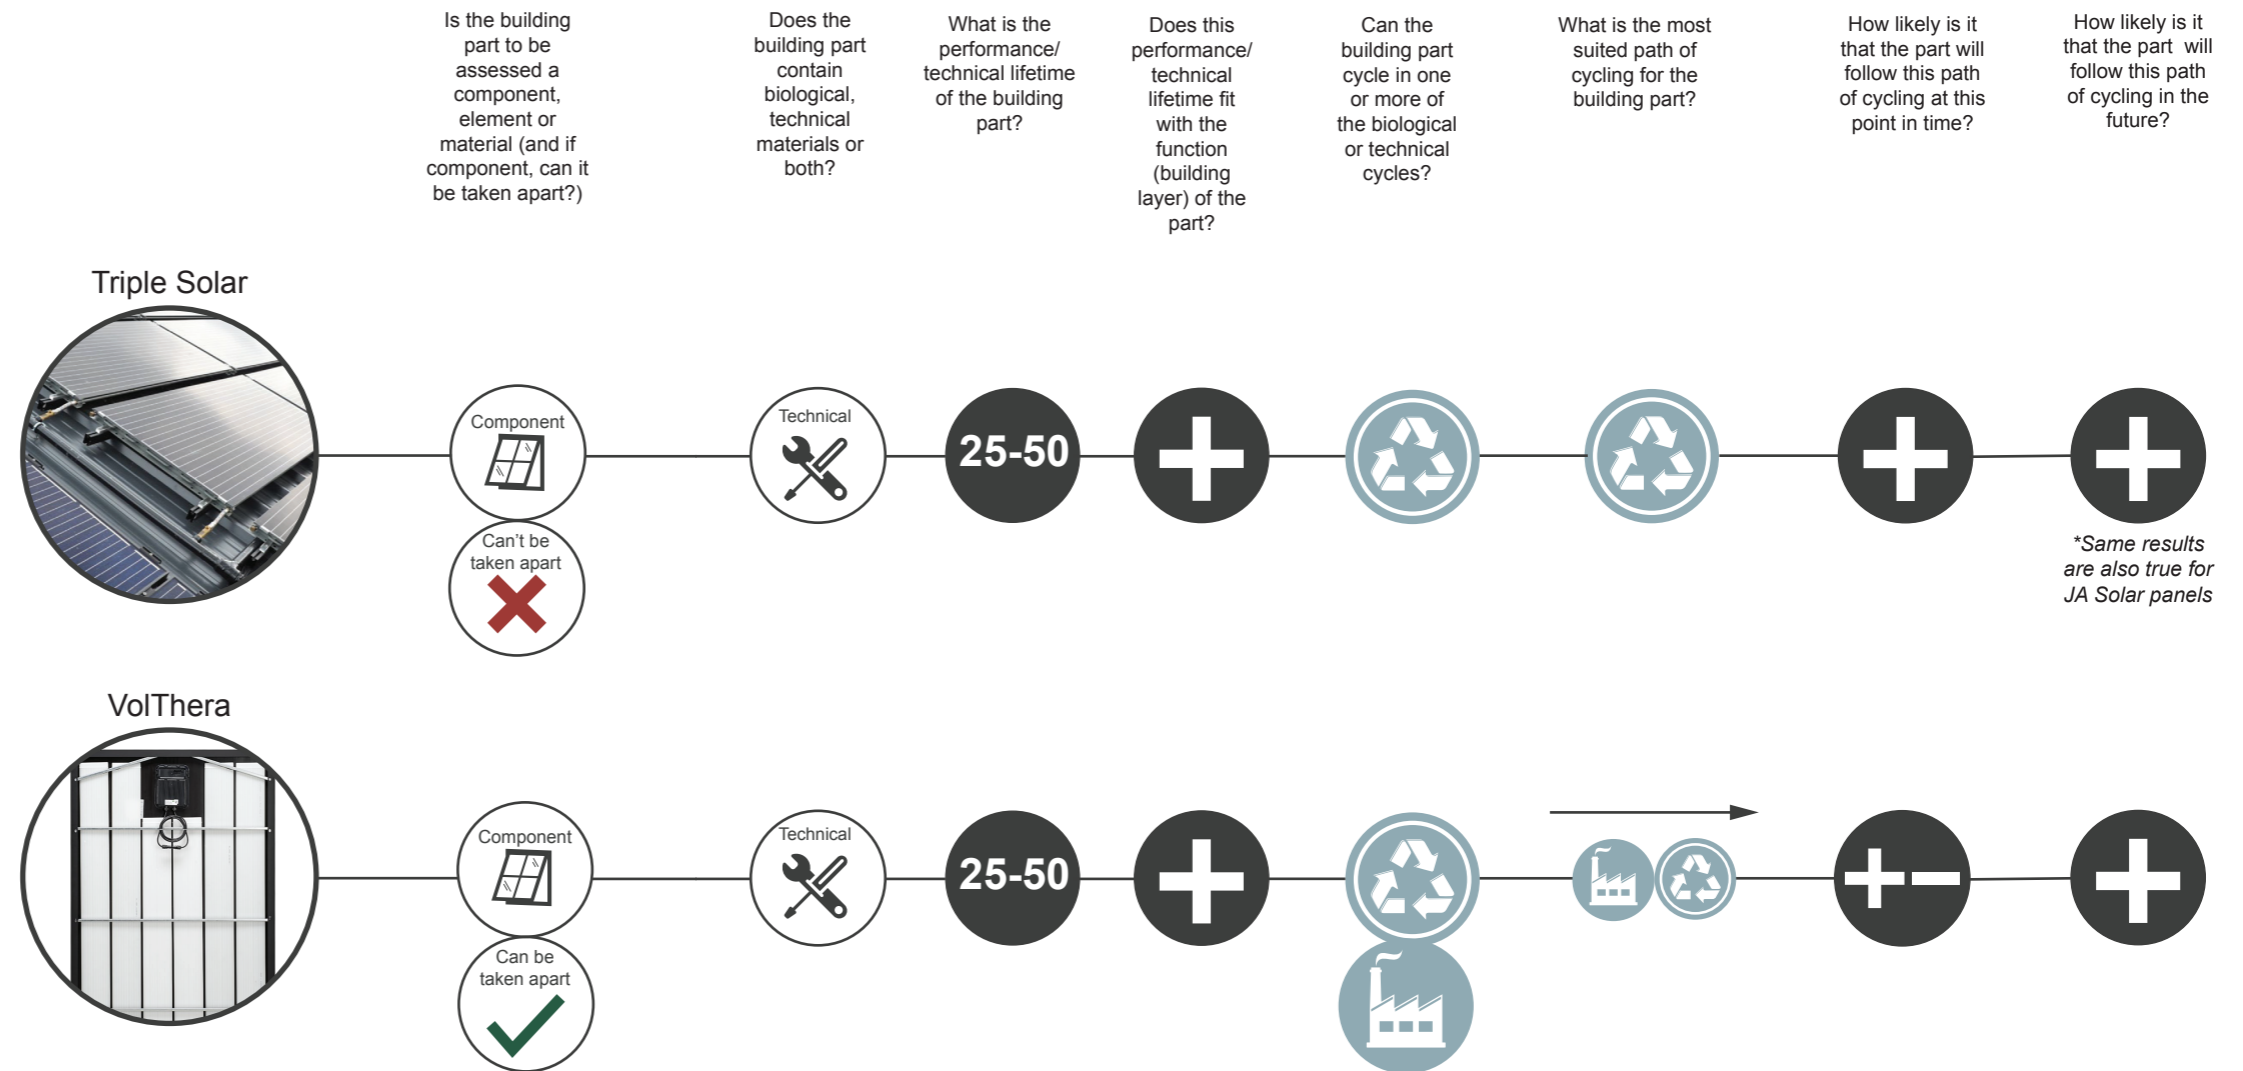 Is the building
part to be
assessed a
component,
element or
material (and if
component, can it
be taken apart?)
Does the
building part
contain
biological,
technical
materials or
both?
What is the
performance/
technical lifetime
of the building
part?
Does this
performance/
technical
lifetime fit
with the
function
(building
layer) of the
part?
Can the
building part
cycle in one
or more of
the biological
or technical
cycles?
What is the most
suited path of
cycling for the
building part?
How likely is it
that the part will
follow this path
of cycling at this
point in time?
How likely is it
that the part will
follow this path
of cycling in the
future?
Triple Solar
Component
Can't be
taken apart
Technical
25-50
*Same results
are also true for
JA Solar panels
VolThera
Component
Can be
taken apart
Technical
25-50